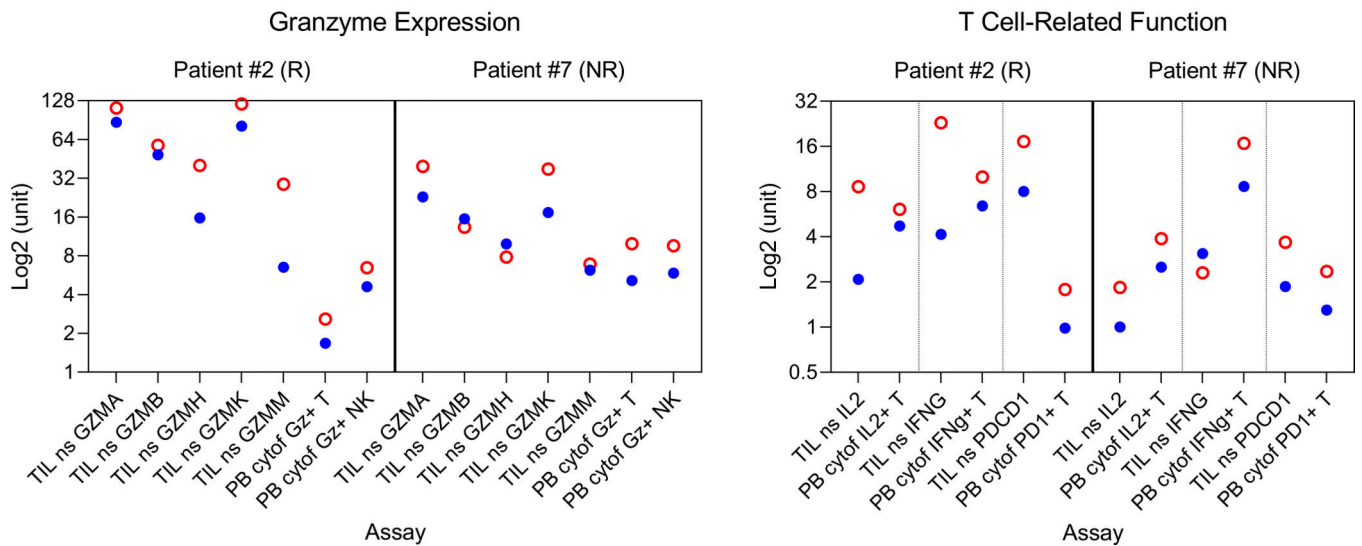 Granzyme Expression
Patient #2 (R)
Patient #7 (NR)
128
64
32
16
8
4
2
1
Log2 (unit)
TIL ns GZMA
TIL ns GZMB
TIL ns GZMH
TIL ns GZMK
TIL ns GZMM
PB cytof Gz+ T
PB cytof Gz+ NK
TIL ns GZMA
TIL ns GZMB
TIL ns GZMH
TIL ns GZMK
TIL ns GZMM
PB cytof Gz+ T
PB cytof Gz+ NK
Assay
T Cell-Related Function
Patient #2 (R)
Patient #7 (NR)
32
16
8
4
2
1
0.5
Log2 (unit)
TIL ns IL2
PB cytof IL2+ T
TIL ns IFNG
PB cytof IFNg+ T
TIL ns PDCD1
PB cytof PD1+ T
TIL ns IL2
PB cytof IL2+ T
TIL ns IFNG
PB cytof IFNg+ T
TIL ns PDCD1
PB cytof PD1+ T
Assay